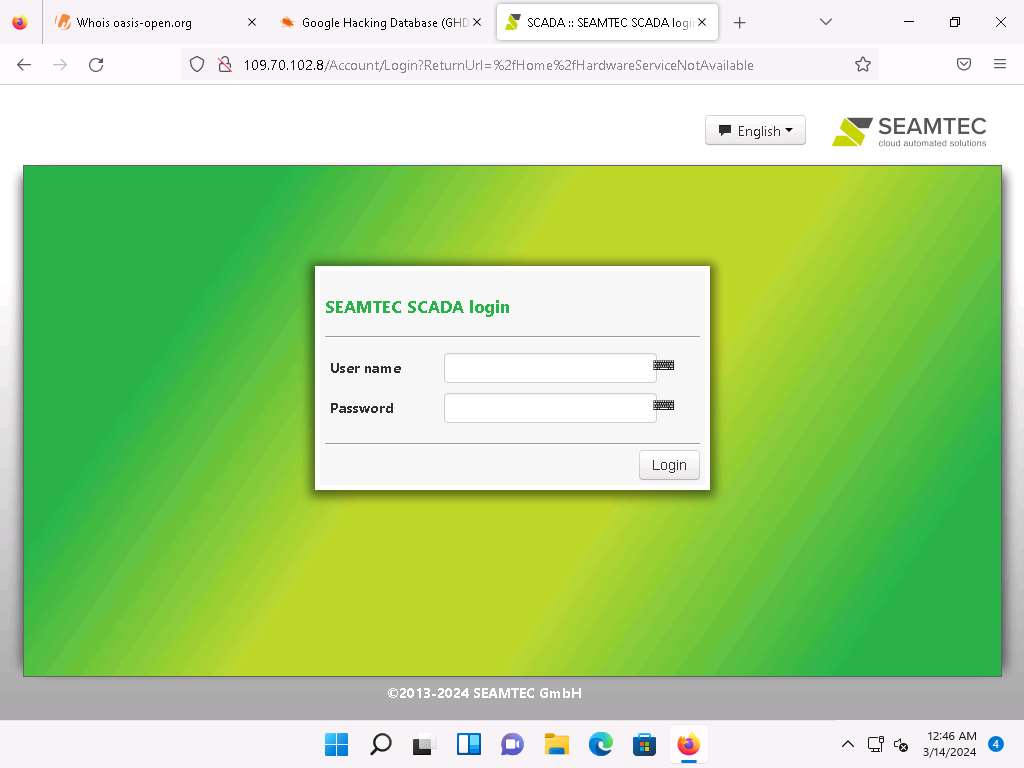 Whois oasis-open.org
Google Hacking Database (GHD
SCADA :: SEAMTEC SCADA logi
109.70.102.8/Account/Login?ReturnUrl=%2fHome%2fHardwareServiceNotAvailable
English
SEAMTEC
cloud automated solutions
SEAMTEC SCADA login
User name
Password
Login
©2013-2024 SEAMTEC GmbH
12:46 AM
3/14/2024
4